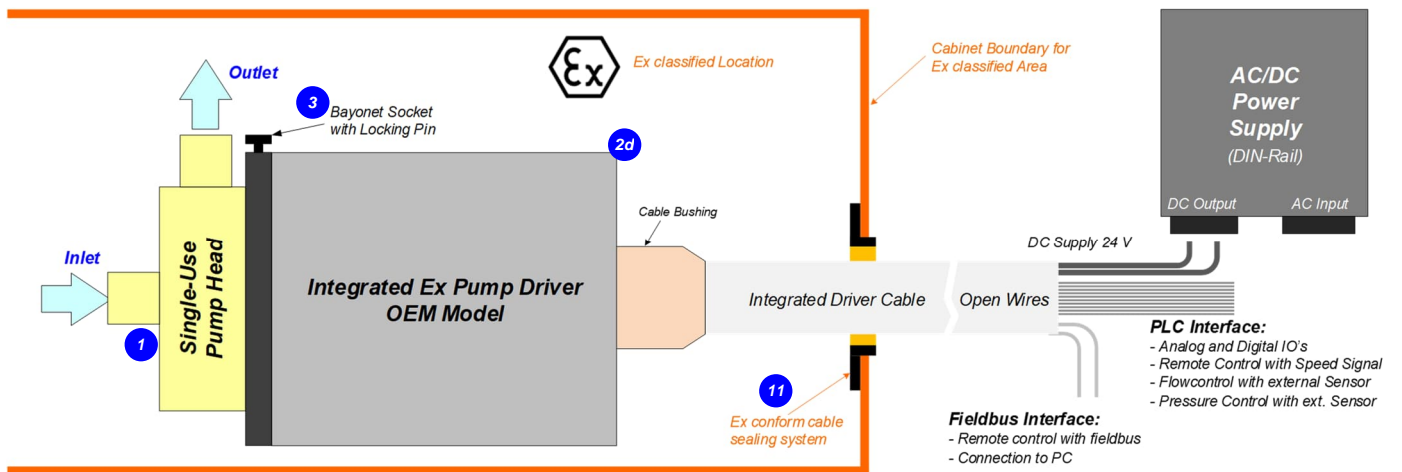 Outlet
Inlet
1
Single-Use
Pump Head
3
Bayonet Socket
with Locking Pin
2d
Integrated Ex Pump Driver
OEM Model
Cable Bushing
Ex
Ex classified Location
Cabinet Boundary for
Ex classified Area
Integrated Driver Cable
Open Wires
11
Ex conform cable
sealing system
AC/DC
Power
Supply
(DIN-Rail)
DC Output
AC Input
DC Supply 24 V
PLC Interface:
- Analog and Digital IO's
- Remote Control with Speed Signal
- Flowcontrol with external Sensor
- Pressure Control with ext. Sensor
Fieldbus Interface:
- Remote control with fieldbus
- Connection to PC